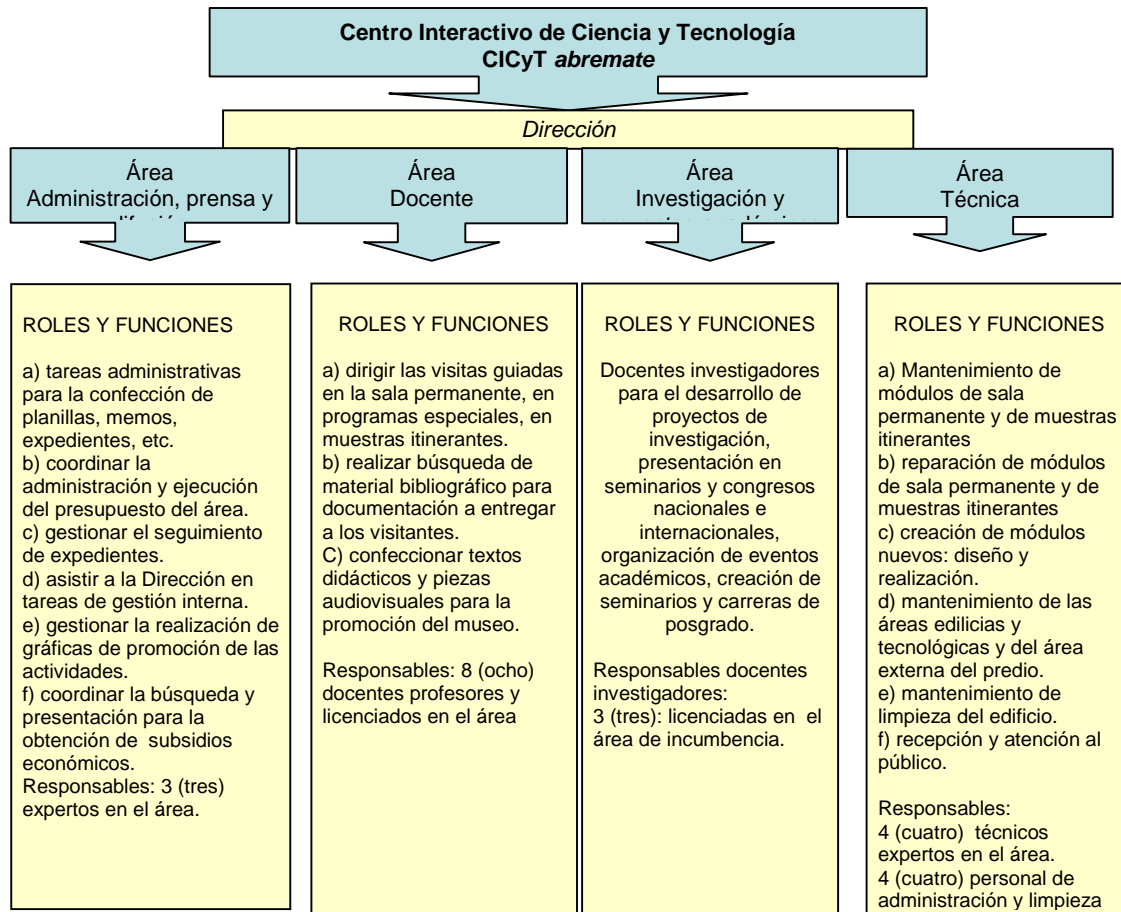 Centro Interactivo de Ciencia y Tecnología
CICyT abremate
Dirección
Área
Administración, prensa y
Área
Docente
Área
Investigación y
Área
Técnica
ROLES Y FUNCIONES
a) tareas administrativas
para la confección de
planillas, memos,
expedientes, etc.
b) coordinar la
administración y ejecución
del presupuesto del área.
c) gestionar el seguimiento
de expedientes.
d) asistir a la Dirección en
tareas de gestión interna.
e) gestionar la realización de
gráficas de promoción de las
actividades.
f) coordinar la búsqueda y
presentación para la
obtención de subsidios
económicos.
Responsables: 3 (tres)
expertos en el área.
ROLES Y FUNCIONES
a) dirigir las visitas guiadas
en la sala permanente, en
programas especiales, en
muestras itinerantes.
b) realizar búsqueda de
material bibliográfico para
documentación a entregar
a los visitantes.
C) confeccionar textos
didácticos y piezas
audiovisuales para la
promoción del museo.
Responsables: 8 (ocho)
docentes profesores y
licenciados en el área
ROLES Y FUNCIONES
Docentes investigadores
para el desarrollo de
proyectos de
investigación,
presentación en
seminarios y congresos
nacionales e
internacionales,
organización de eventos
académicos, creación de
seminarios y carreras de
posgrado.
Responsables docentes
investigadores:
3 (tres): licenciadas en el
área de incumbencia.
ROLES Y FUNCIONES
a) Mantenimiento de
módulos de sala
permanente y de muestras
itinerantes
b) reparación de módulos
de sala permanente y de
muestras itinerantes
c) creación de módulos
nuevos: diseño y
realización.
d) mantenimiento de las
áreas edilicias y
tecnológicas y del área
externa del predio.
e) mantenimiento de
limpieza del edificio.
f) recepción y atención al
público.
Responsables:
4 (cuatro) técnicos
expertos en el área.
4 (cuatro) personal de
administración y limpieza